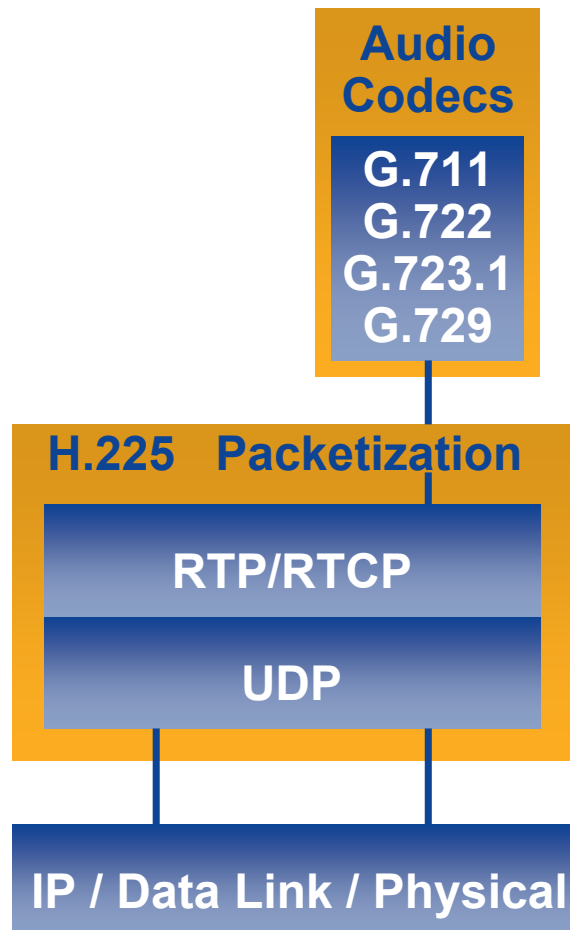 Audio
Codecs
G.711
G.722
G.723.1
G.729
H.225 Packetization
RTP/RTCP
UDP
IP / Data Link / Physical